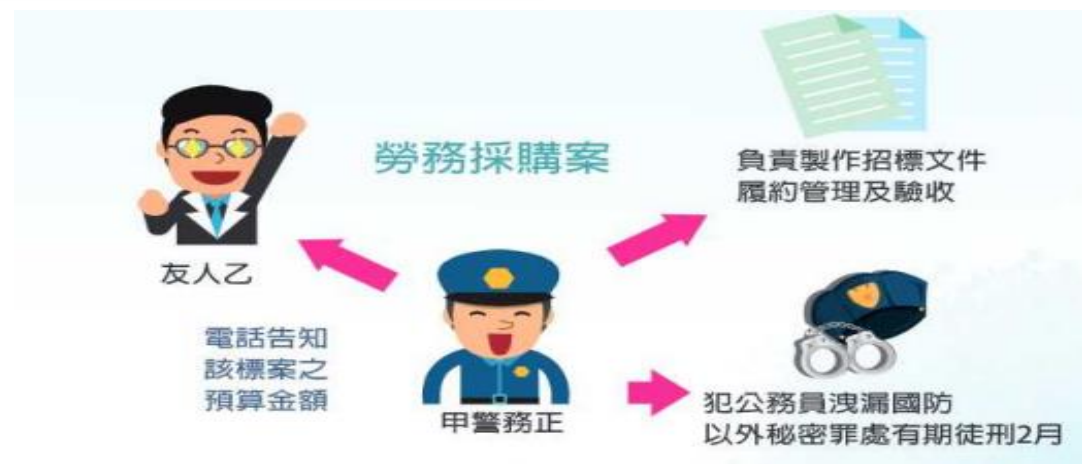 勞務採購案
負責製作招標文件
履約管理及驗收
友人乙
電話告知
該標案之
預算金額
甲警務正
犯公務員洩漏國防
以外秘密罪處有期徒刑2月